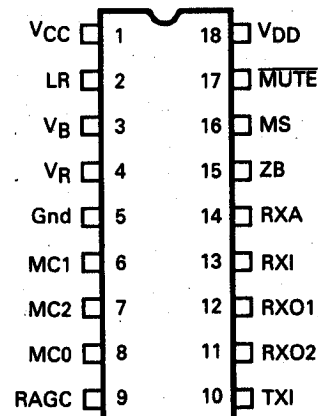 VCC 1 18 VDD
LR 2 17 MUTE
VB 3 16 MS
VR 4 15 ZB
Gnd 5 14 RXA
MC1 6 13 RXI
MC2 7 12 RXO1
MC0 8 11 RXO2
RAGC 9 10 TXI